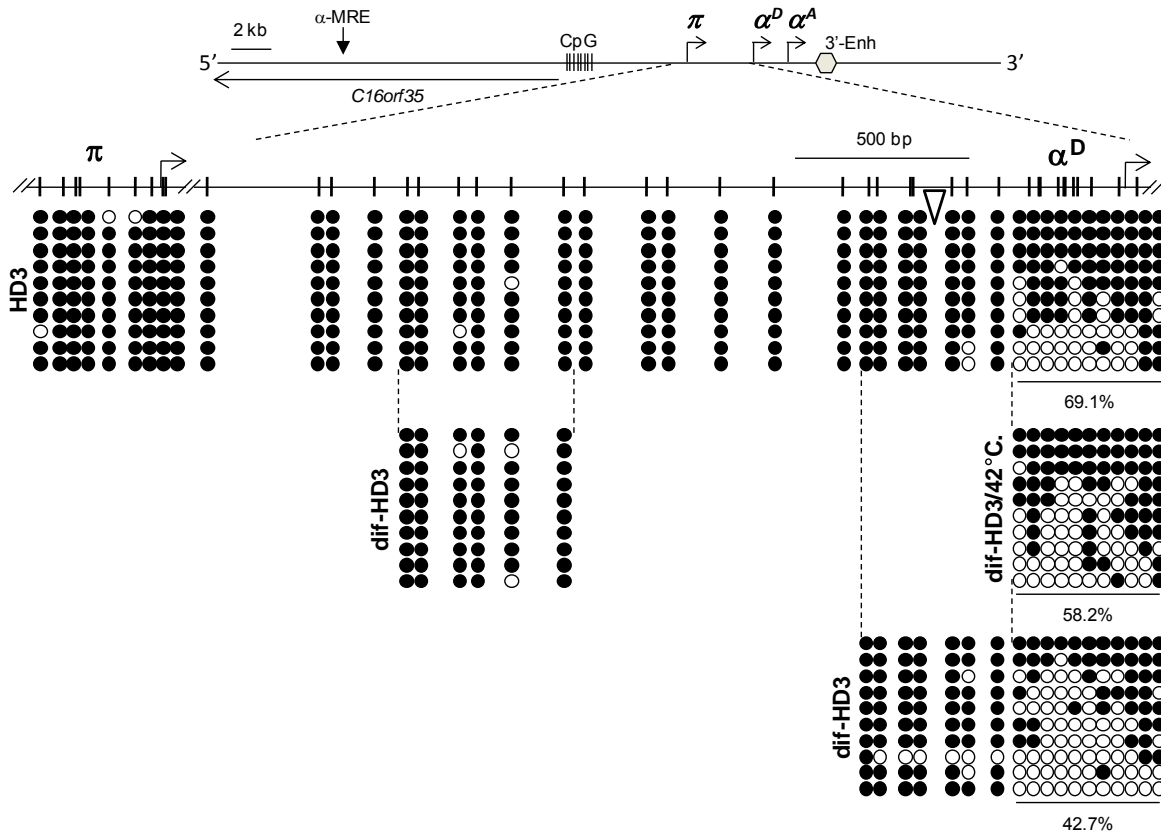 α-MRE
2 kb
CpG
π
α^D
α^A
3'-Enh
5'
3'
C16orf35
500 bp
π
α^D
HD3
69.1%
dif-HD3
dif-HD3/42°C.
58.2%
dif-HD3
42.7%